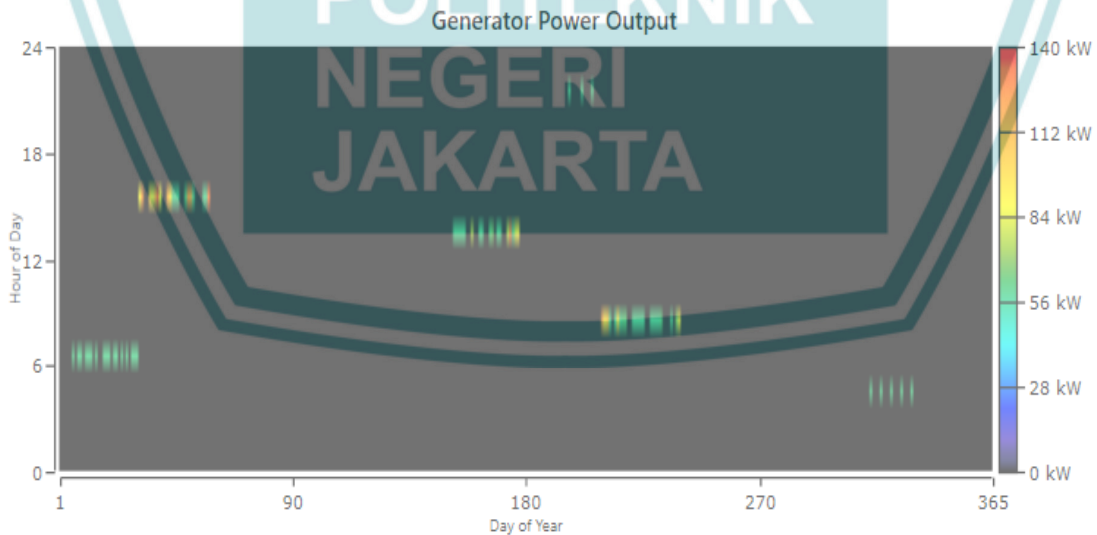 POLITEKNIK
Generator Power Output
NEGERI
JAKARTA
24
18
12
6
0
Hour of Day
1
90
180
270
365
Day of Year
140 kW
112 kW
84 kW
56 kW
28 kW
0 kW